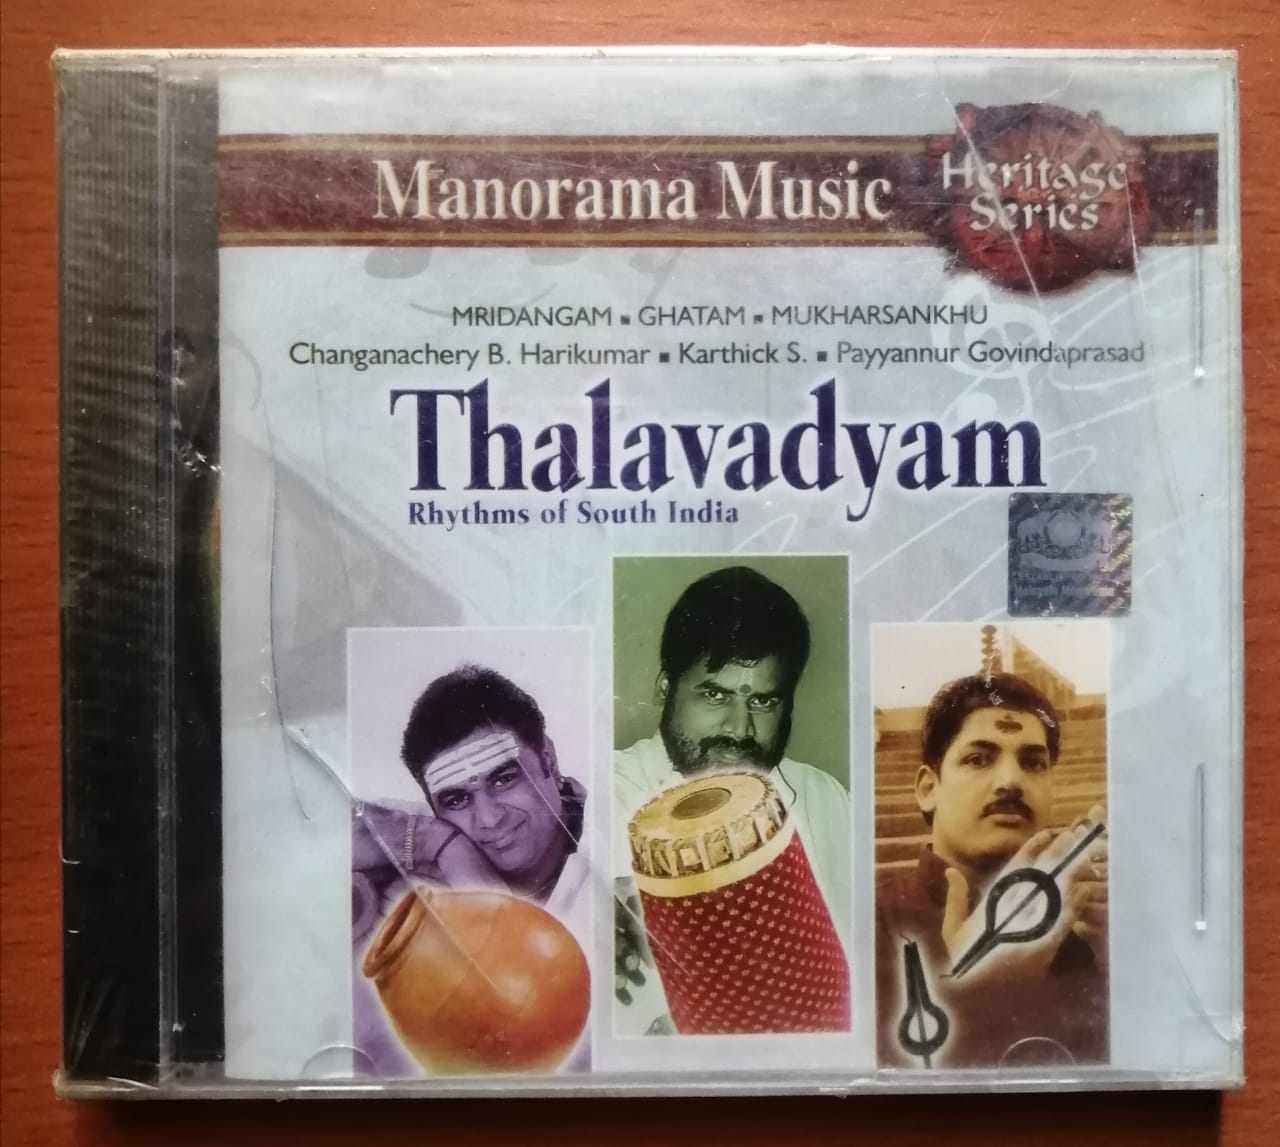 Manorama Music
Heritage
Series
MRIDANGAM ▪ GHATAM ▪ MUKHARSANKHU
Changanachery B. Harikumar ▪ Karthick S. ▪ Payyannur Govindaprasad
Thalavadyam
Rhythms of South India